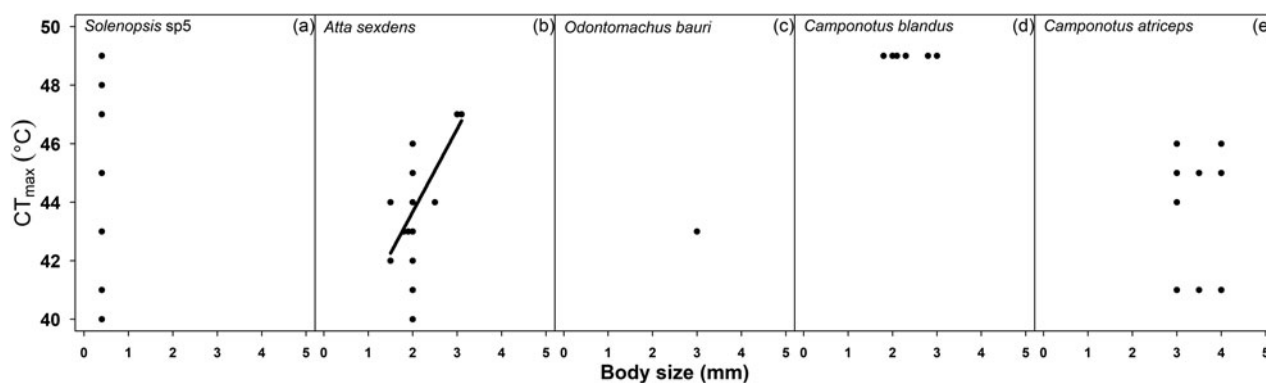 Solenopsis sp5 (a)
Atta sexdens (b)
Odontomachus bauri (c)
Camponotus blandus (d)
Camponotus atriceps (e)
CTmax (°C)
50
48
46
44
42
40
0 1 2 3 4 5
0 1 2 3 4 5
0 1 2 3 4 5
0 1 2 3 4 5
0 1 2 3 4 5
Body size (mm)